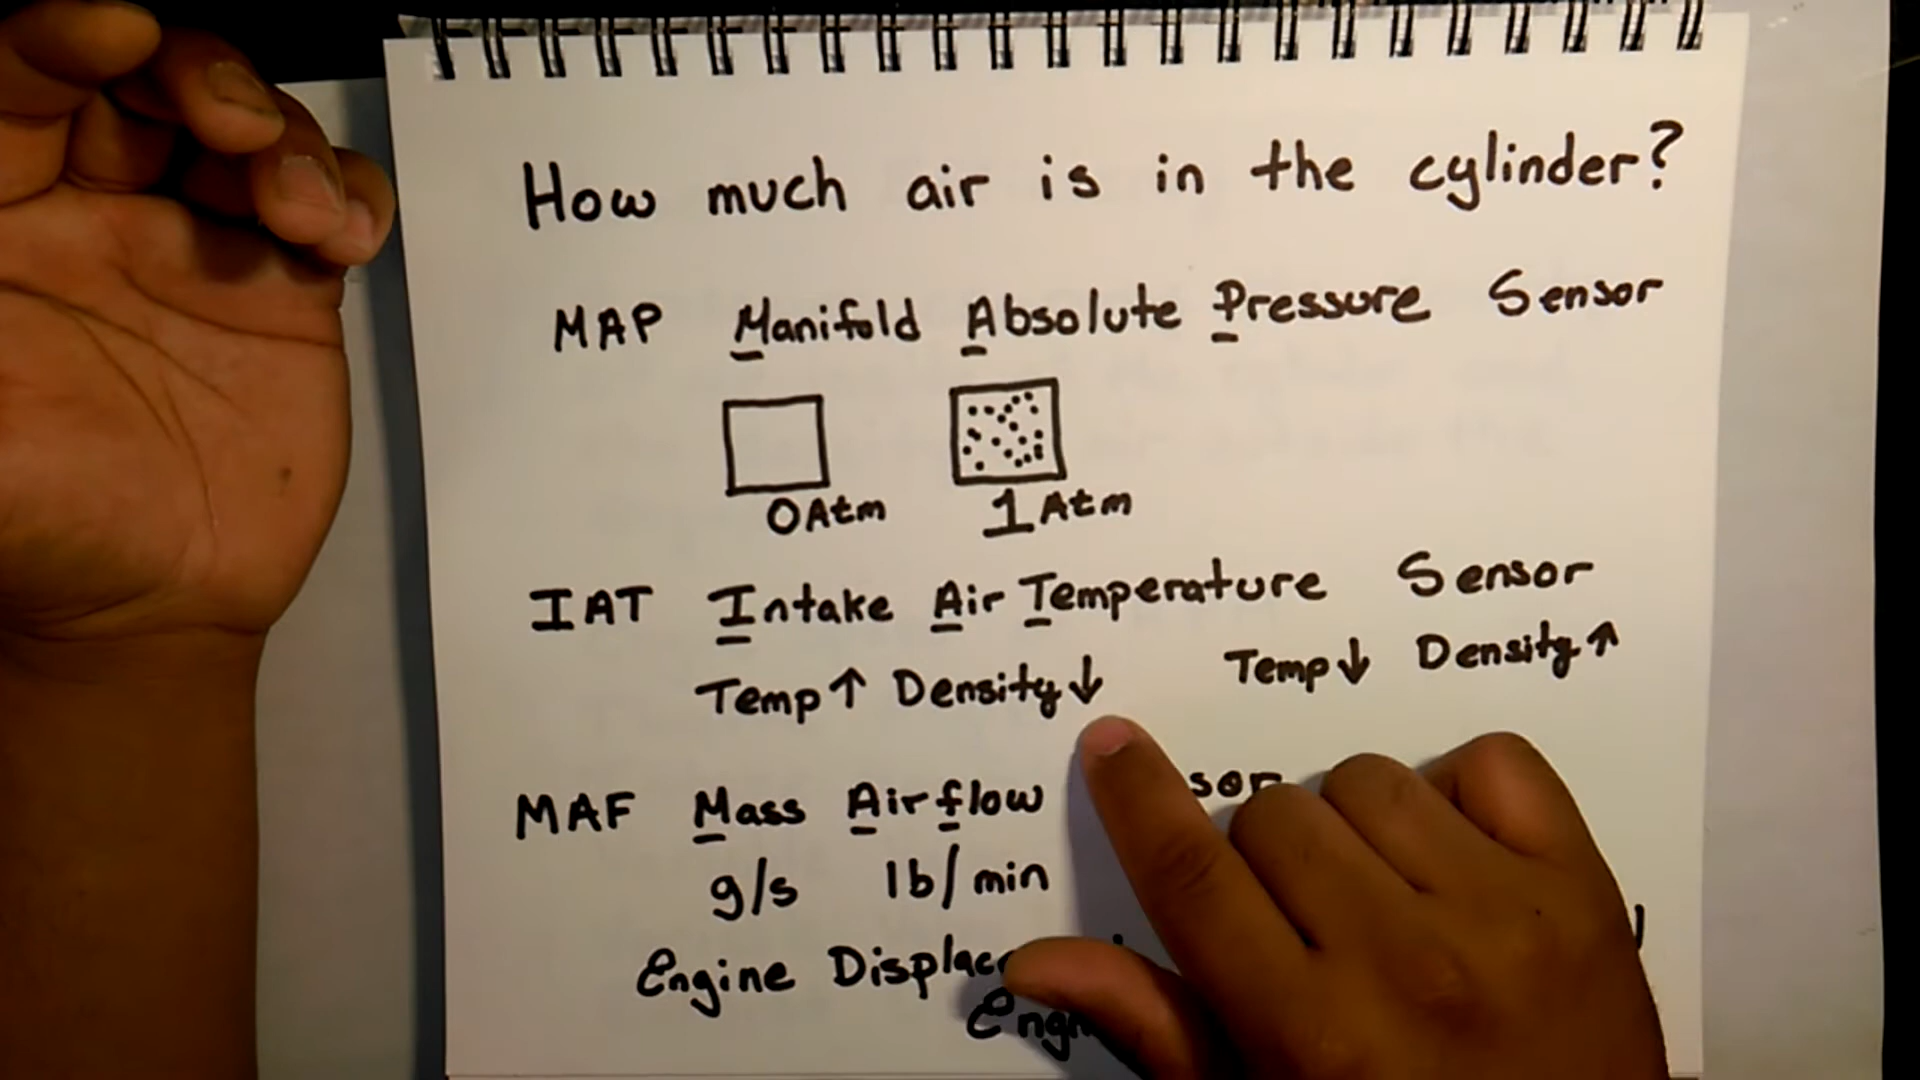 How much air is in the cylinder?
MAP Manifold Absolute Pressure Sensor
0Atm 1Atm
IAT Intake Air Temperature Sensor
Temp↑ Density↓ Temp↓ Density↑
MAF Mass Airflow
g/s lb/min
Engine